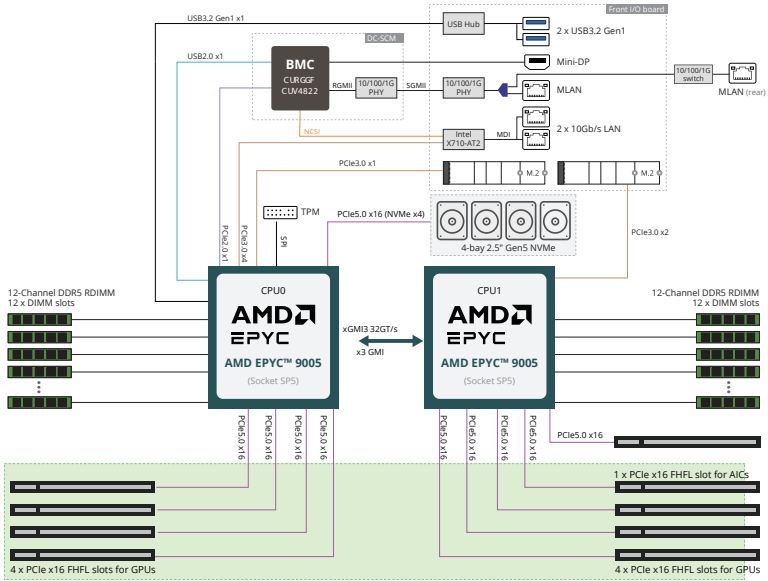 Front I/O board
USB3.2 Gen1 x1
USB Hub
2 x USB3.2 Gen1
DC-SCM
USB2.0 x1
BMC
CURGGF
CUV4822
Mini-DP
RGMII
10/100/1G
PHY
SGMII
10/100/1G
PHY
MLAN
10/100/1G
switch
MLAN (rear)
NCSI
Intel
X710-AT2
MDI
2 x 10Gb/s LAN
PCIe3.0 x1
M.2
M.2
TPM
SPI
PCIe2.0 x1
PCIe3.0 x4
PCIe5.0 x16 (NVMe x4)
4-bay 2.5" Gen5 NVMe
PCIe3.0 x2
12-Channel DDR5 RDIMM
12 x DIMM slots
CPU0
AMD
EPYC
AMD EPYC™ 9005
(Socket SP5)
xGMI3 32GT/s
x3 GMI
CPU1
AMD
EPYC
AMD EPYC™ 9005
(Socket SP5)
12-Channel DDR5 RDIMM
12 x DIMM slots
PCIe5.0 x16
PCIe5.0 x16
PCIe5.0 x16
PCIe5.0 x16
PCIe5.0 x16
PCIe5.0 x16
PCIe5.0 x16
PCIe5.0 x16
PCIe5.0 x16
1 x PCIe x16 FHFL slot for AICs
4 x PCIe x16 FHFL slots for GPUs
4 x PCIe x16 FHFL slots for GPUs